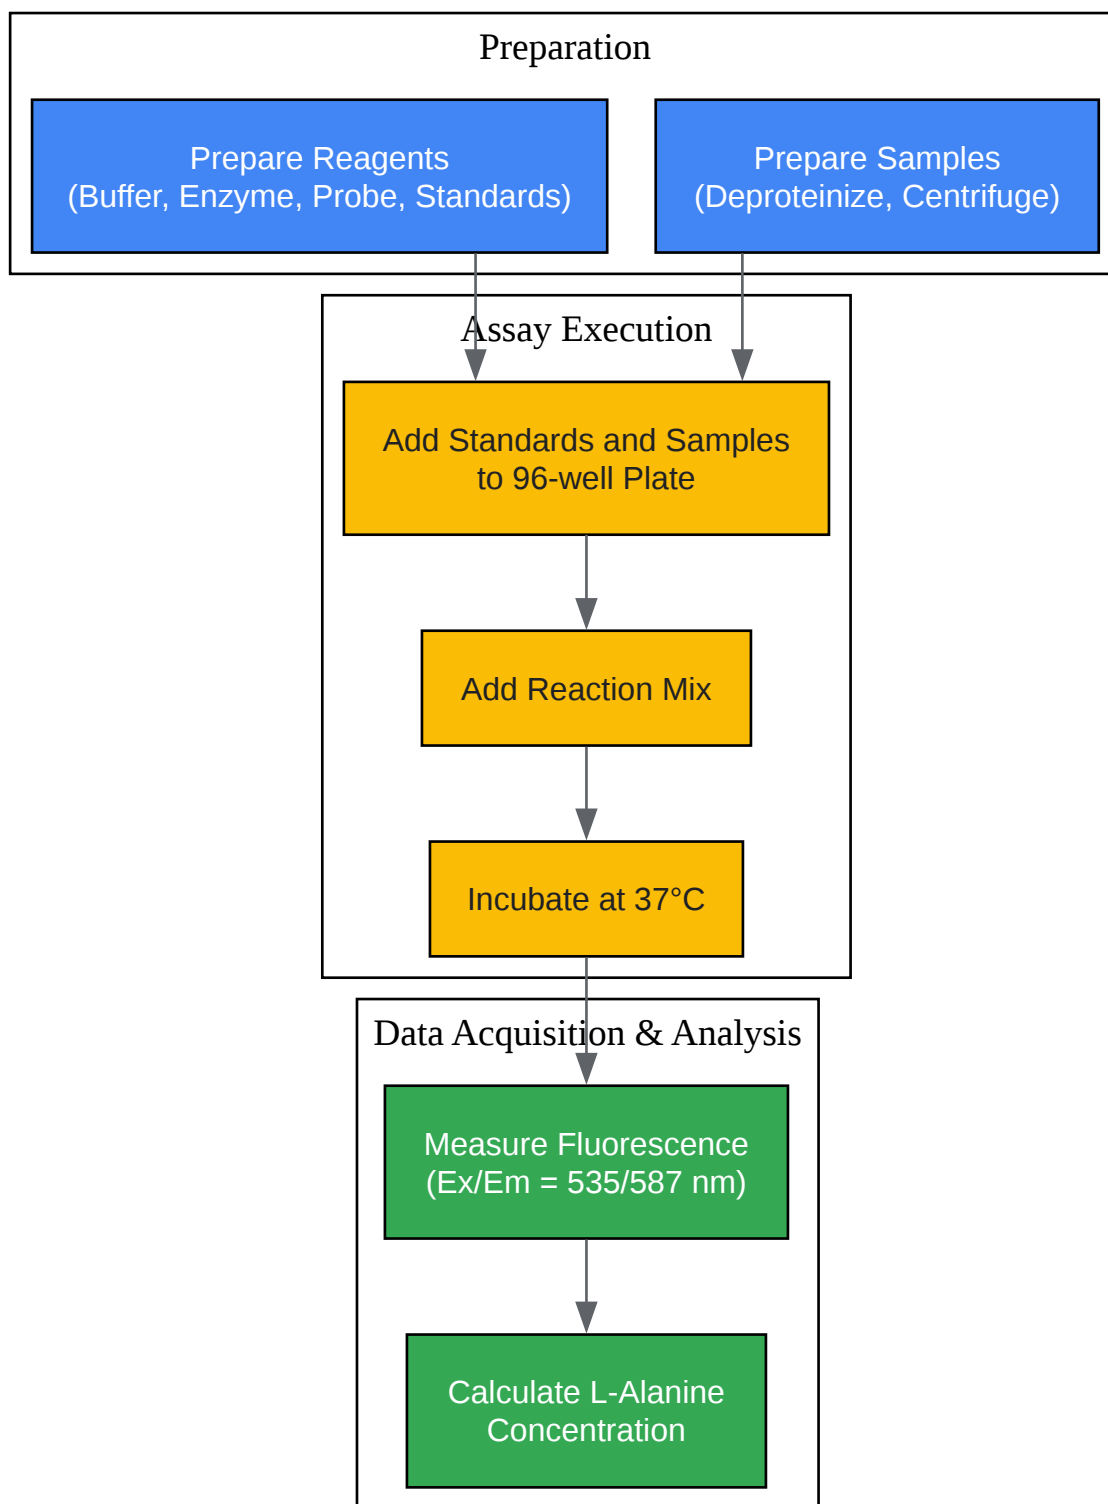 Preparation
Prepare Reagents
(Buffer, Enzyme, Probe, Standards)
Prepare Samples
(Deproteinize, Centrifuge)
Assay Execution
Add Standards and Samples
to 96-well Plate
Add Reaction Mix
Incubate at 37°C
Data Acquisition & Analysis
Measure Fluorescence
(Ex/Em = 535/587 nm)
Calculate L-Alanine
Concentration